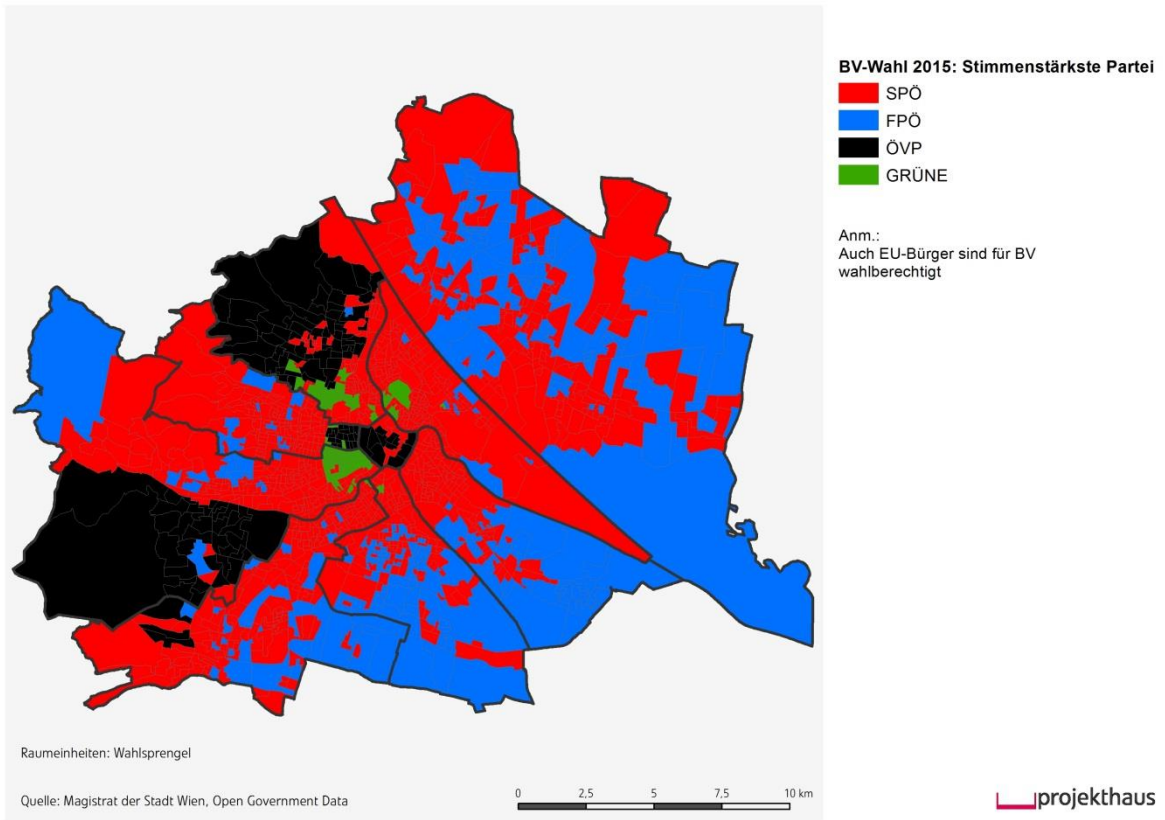 BV-Wahl 2015: Stimmenstärkste Partei
SPÖ
FPÖ
ÖVP
GRÜNE
Anm.:
Auch EU-Bürger sind für BV
wahlberechtigt
Raumeinheiten: Wahlsprengel
Quelle: Magistrat der Stadt Wien, Open Government Data
0 2,5 5 7,5 10 km
projekthaus